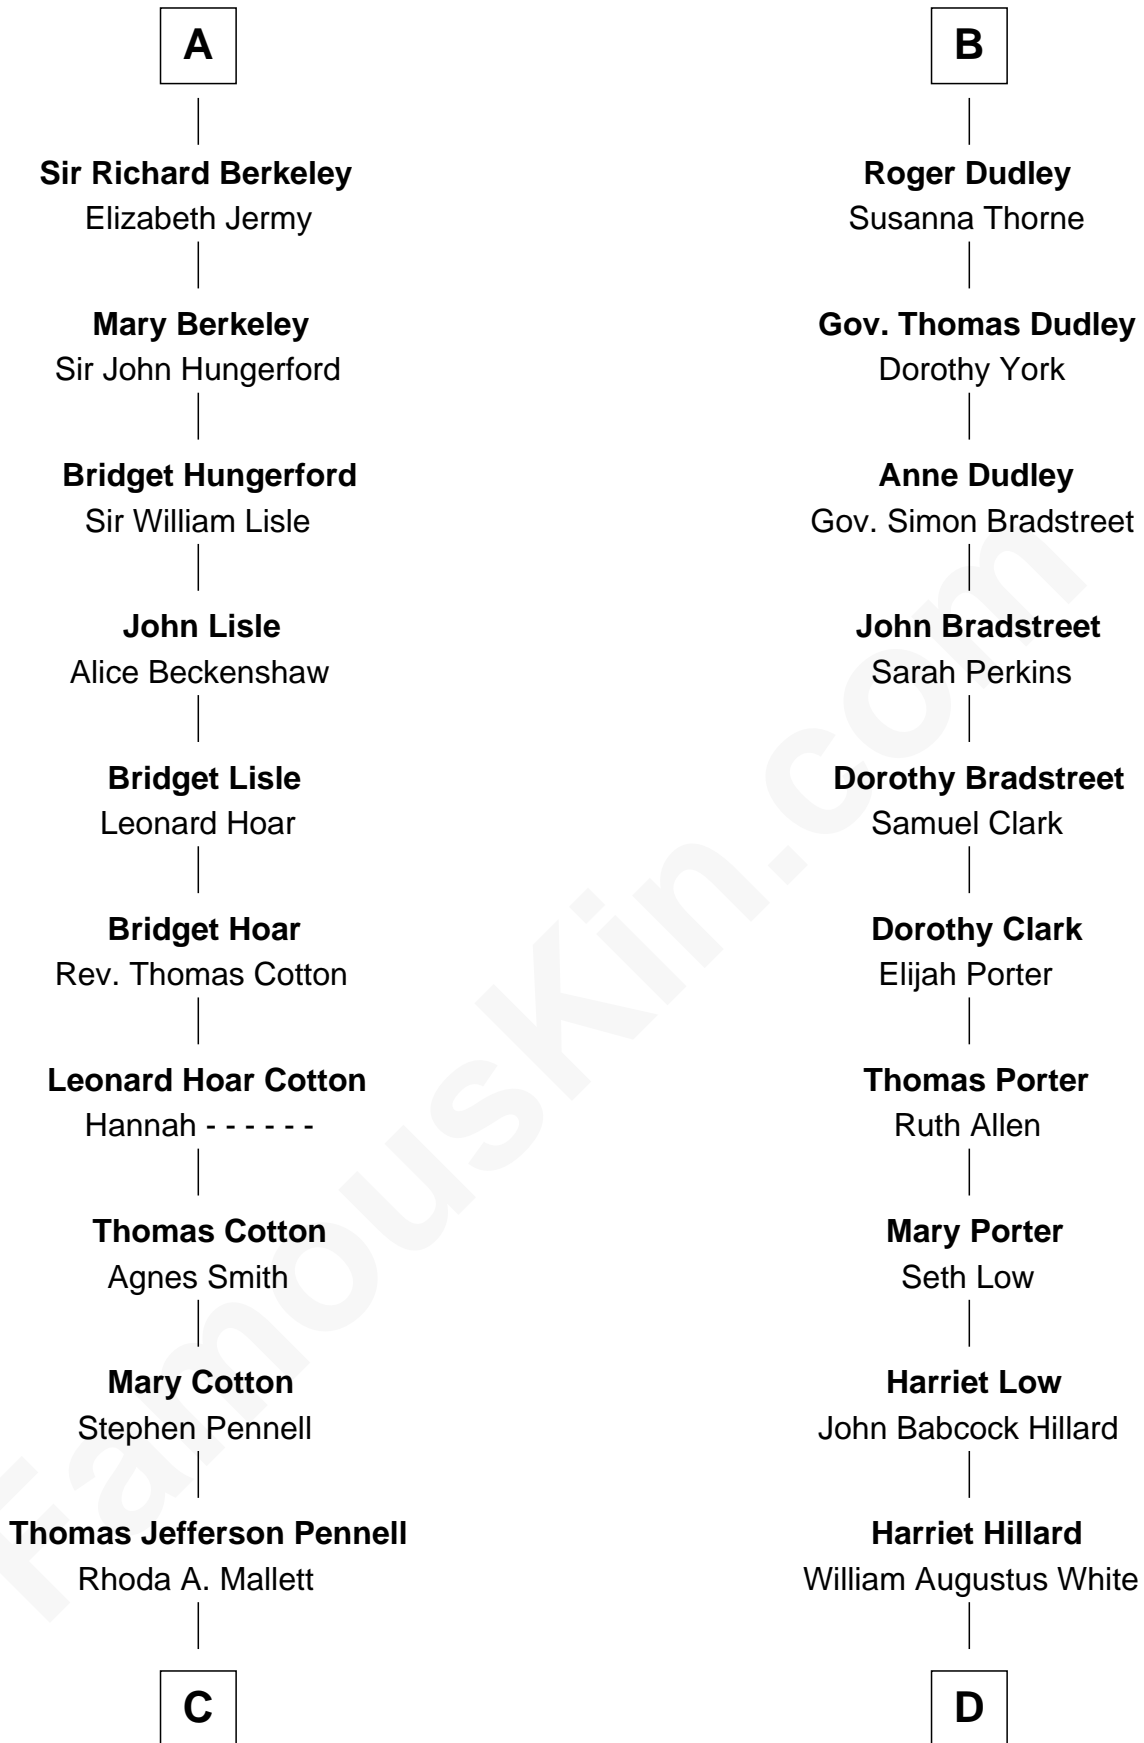 A
Sir Richard Berkeley
Elizabeth Jermy
Mary Berkeley
Sir John Hungerford
Bridget Hungerford
Sir William Lisle
John Lisle
Alice Beckenshaw
Bridget Lisle
Leonard Hoar
Bridget Hoar
Rev. Thomas Cotton
Leonard Hoar Cotton
Hannah - - - - - -
Thomas Cotton
Agnes Smith
Mary Cotton
Stephen Pennell
Thomas Jefferson Pennell
Rhoda A. Mallett
C
B
Roger Dudley
Susanna Thorne
Gov. Thomas Dudley
Dorothy York
Anne Dudley
Gov. Simon Bradstreet
John Bradstreet
Sarah Perkins
Dorothy Bradstreet
Samuel Clark
Dorothy Clark
Elijah Porter
Thomas Porter
Ruth Allen
Mary Porter
Seth Low
Harriet Low
John Babcock Hillard
Harriet Hillard
William Augustus White
D
FamousKin.com